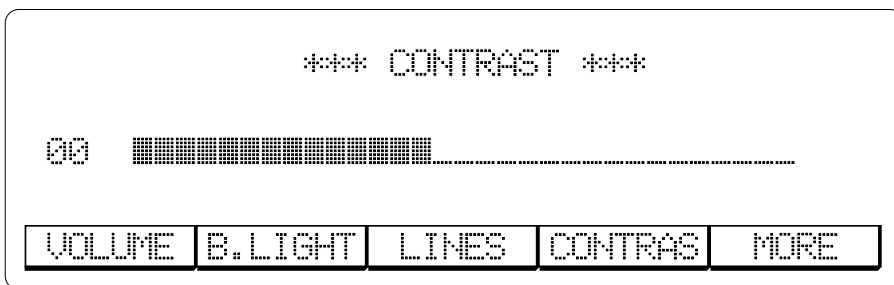 *** CONTRAST ***
00
VOLUME B.LIGHT LINES CONTRAS MORE